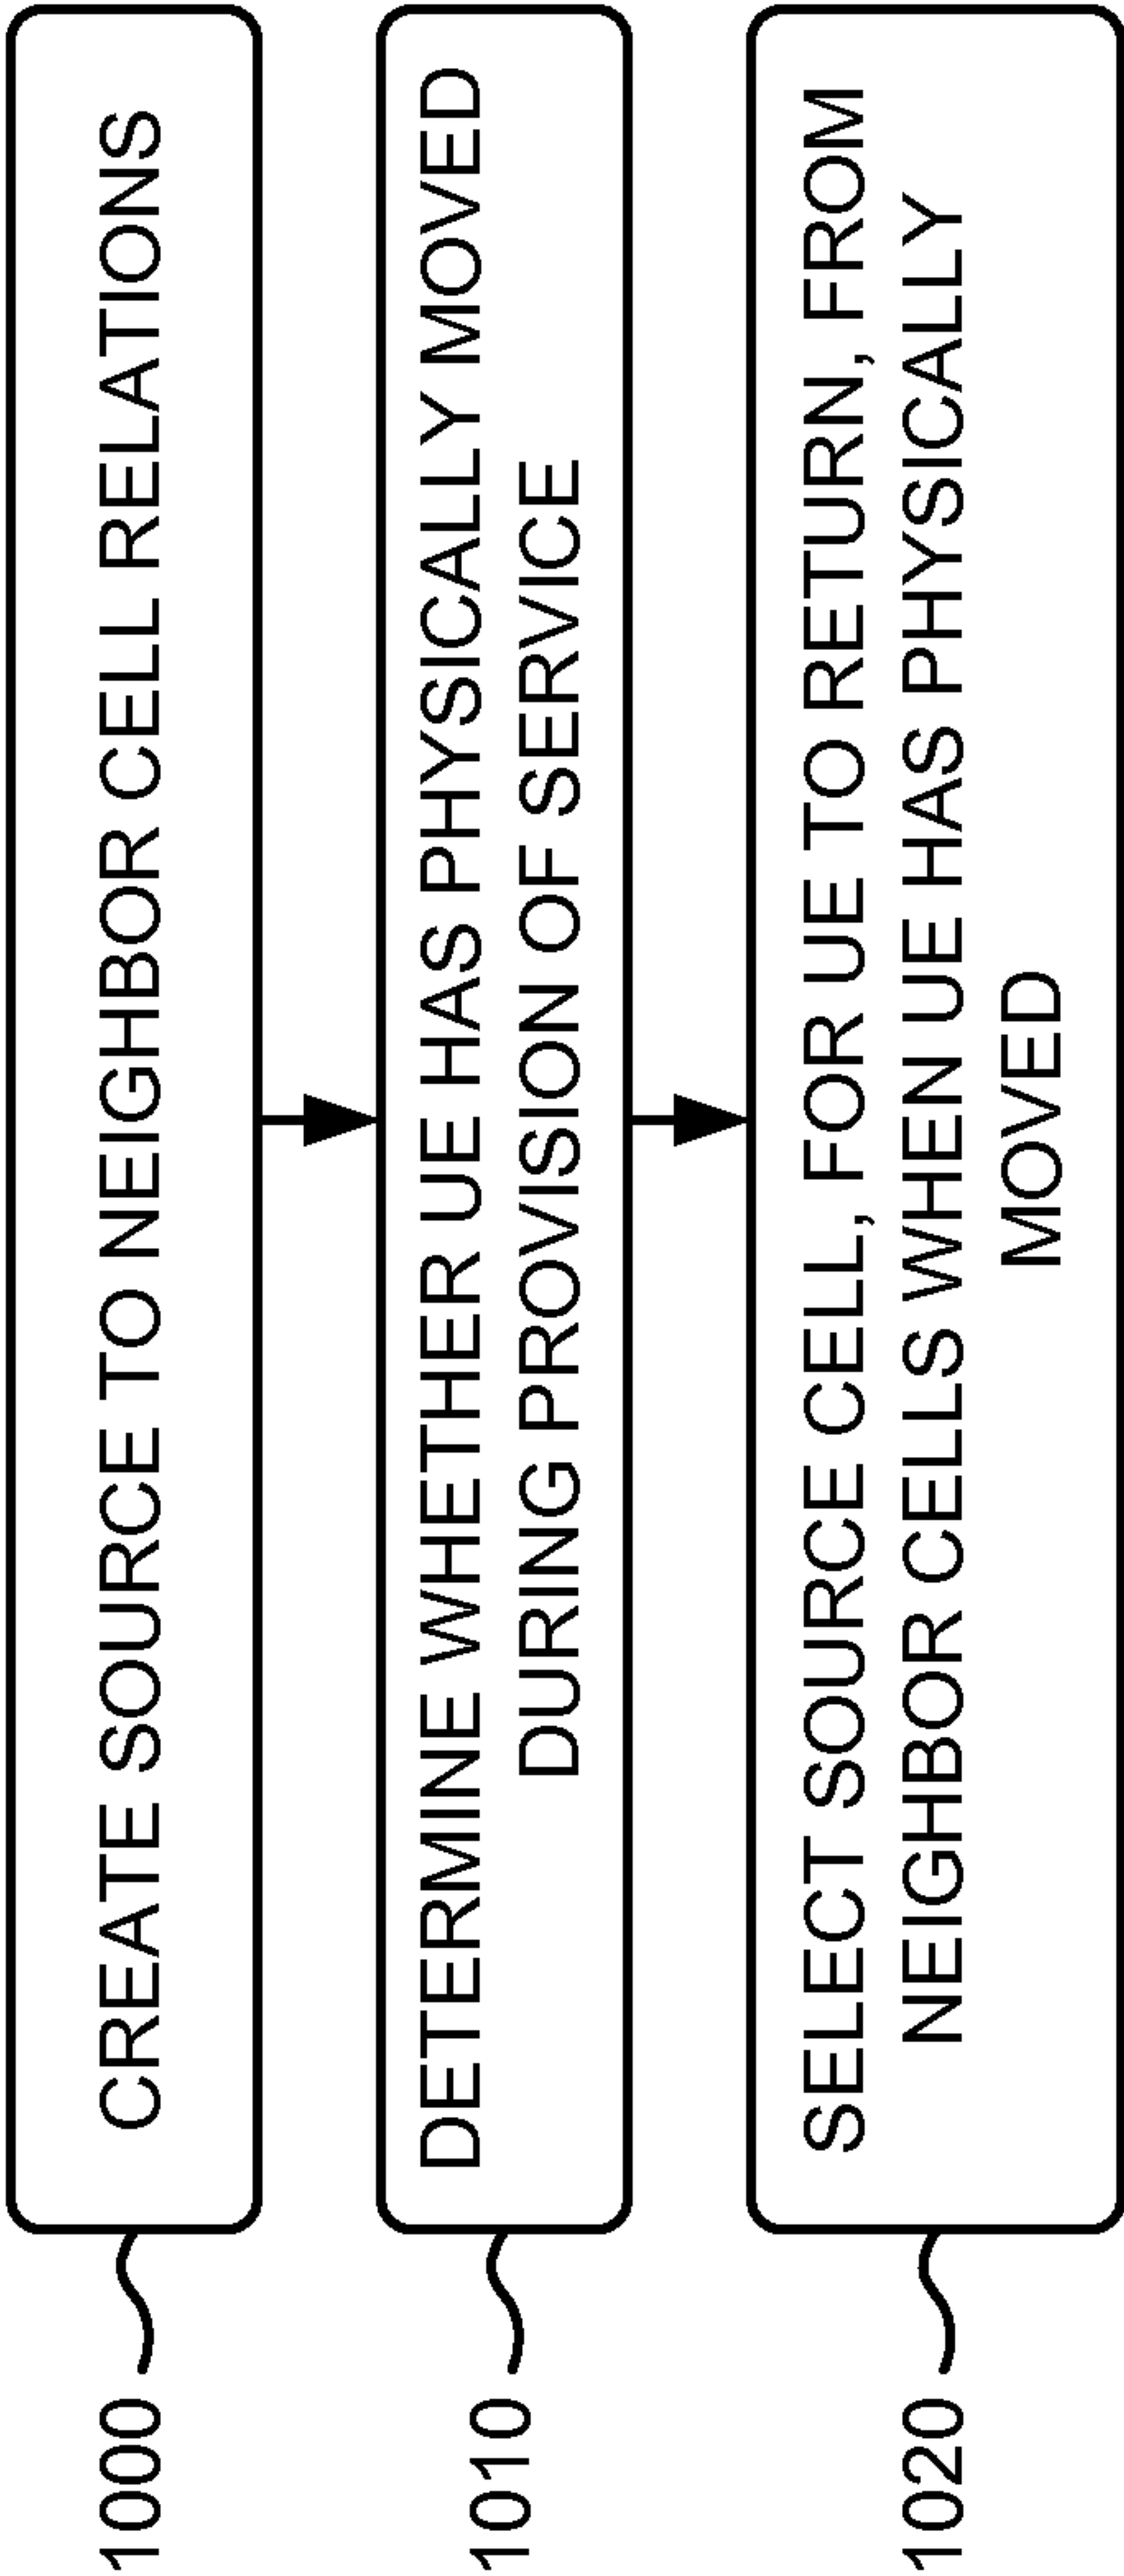 1000
CREATE SOURCE TO NEIGHBOR CELL RELATIONS
1010
DETERMINE WHETHER UE HAS PHYSICALLY MOVED
DURING PROVISION OF SERVICE
1020
SELECT SOURCE CELL, FOR UE TO RETURN, FROM
NEIGHBOR CELLS WHEN UE HAS PHYSICALLY
MOVED